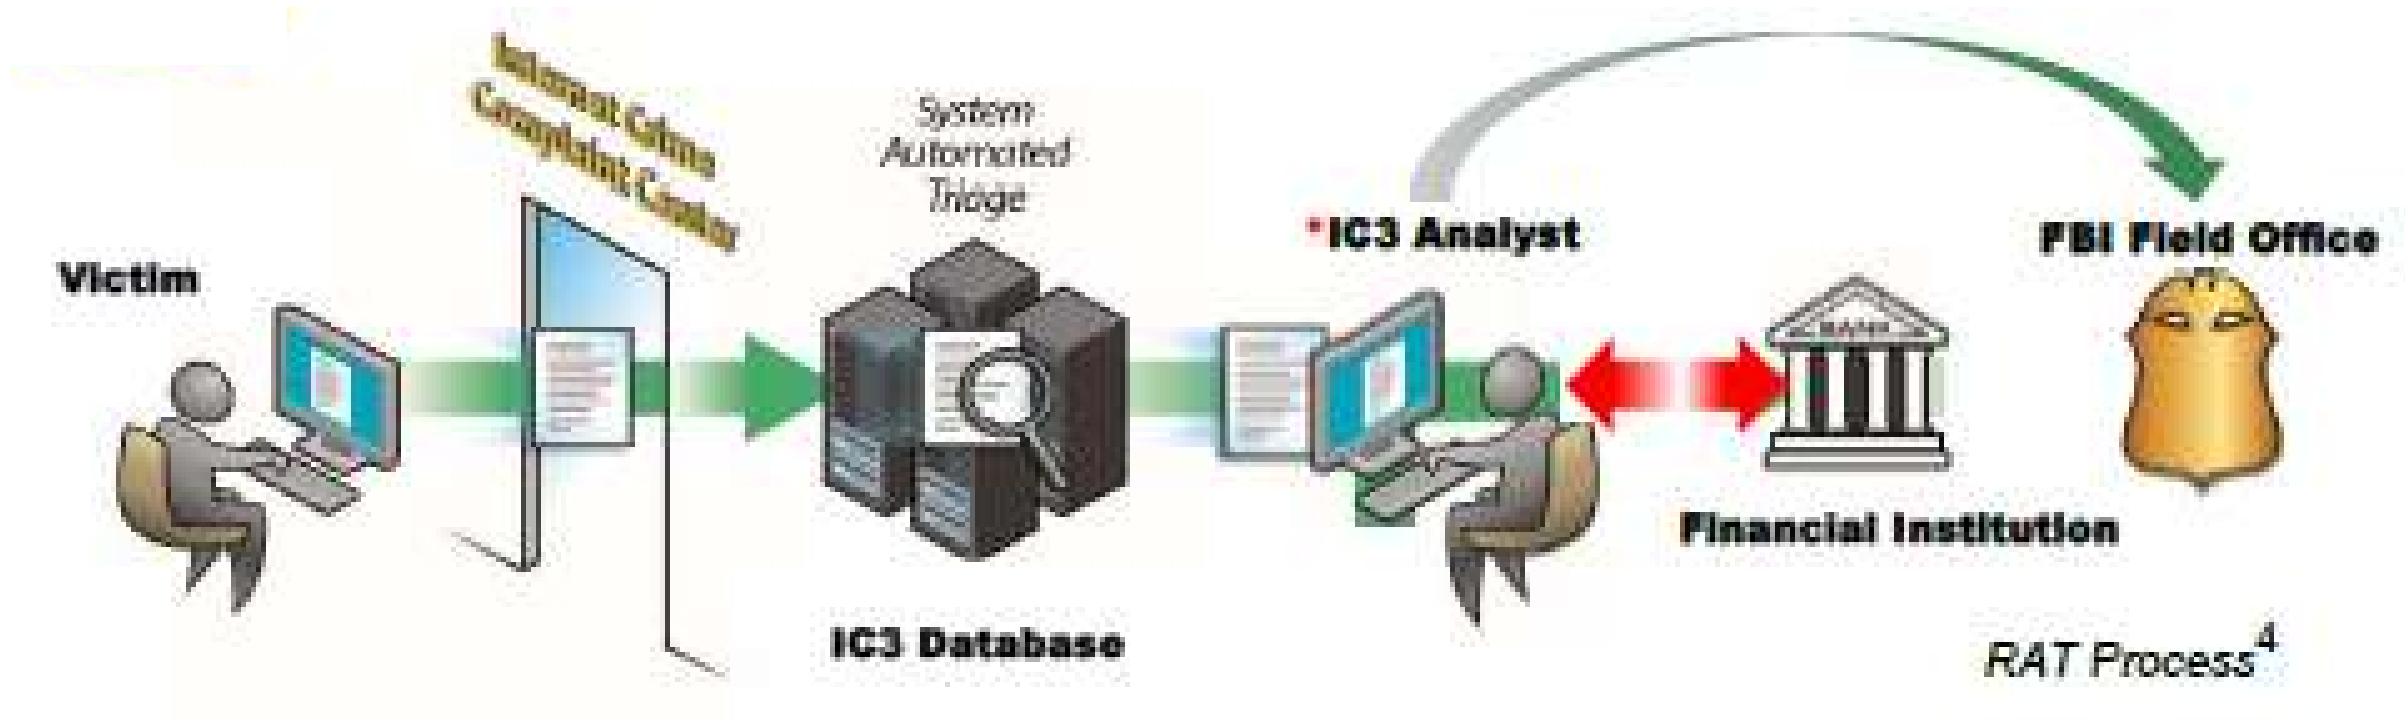 Internet Crime
Complaint Center
System
Automated
Triage
*IC3 Analyst
FBI Field Office
Victim
BANK
Financial Institution
IC3 Database
RAT Process4